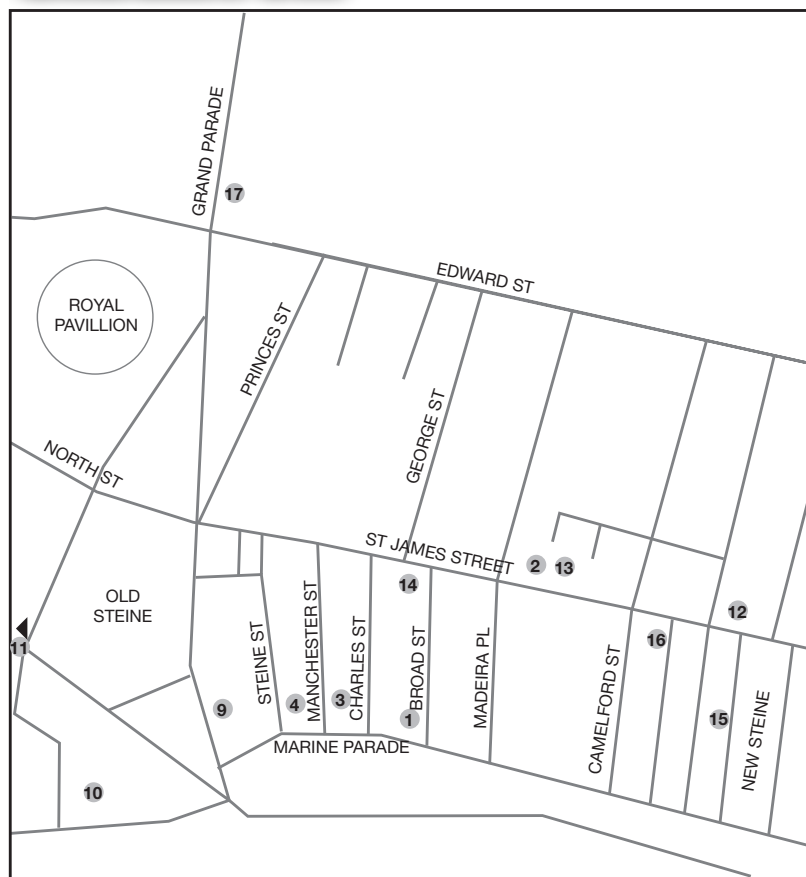 GRAND PARADE
17
EDWARD ST
ROYAL
PAVILLION
PRINCES ST
GEORGE ST
NORTH ST
ST JAMES STREET
2
13
14
OLD
STEINE
12
11
16
STEINE ST
MANCHESTER ST
CHARLES ST
BROAD ST
MADEIRA PL
CAMELFORD ST
NEW STEINE
9
4
3
1
15
MARINE PARADE
10